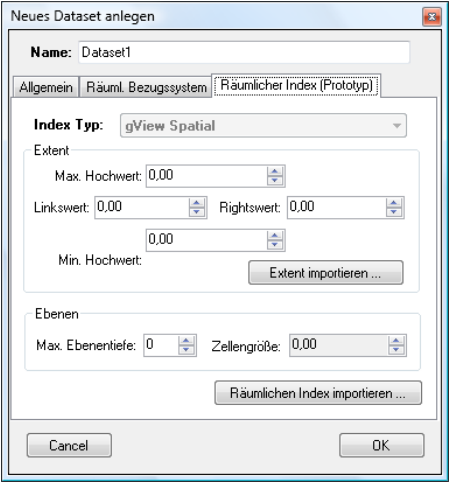 Neues Dataset anlegen
Name: Dataset1
Allgemein Räuml. Bezugssystem Räumlicher Index (Prototyp)
Index Typ: gView Spatial
Extent
Max. Hochwert: 0,00
Linkswert: 0,00 Rightswert: 0,00
0,00
Min. Hochwert:
Extent importieren ...
Ebenen
Max. Ebenentiefe: 0 Zellengröße: 0,00
Räumlichen Index importieren ...
Cancel OK